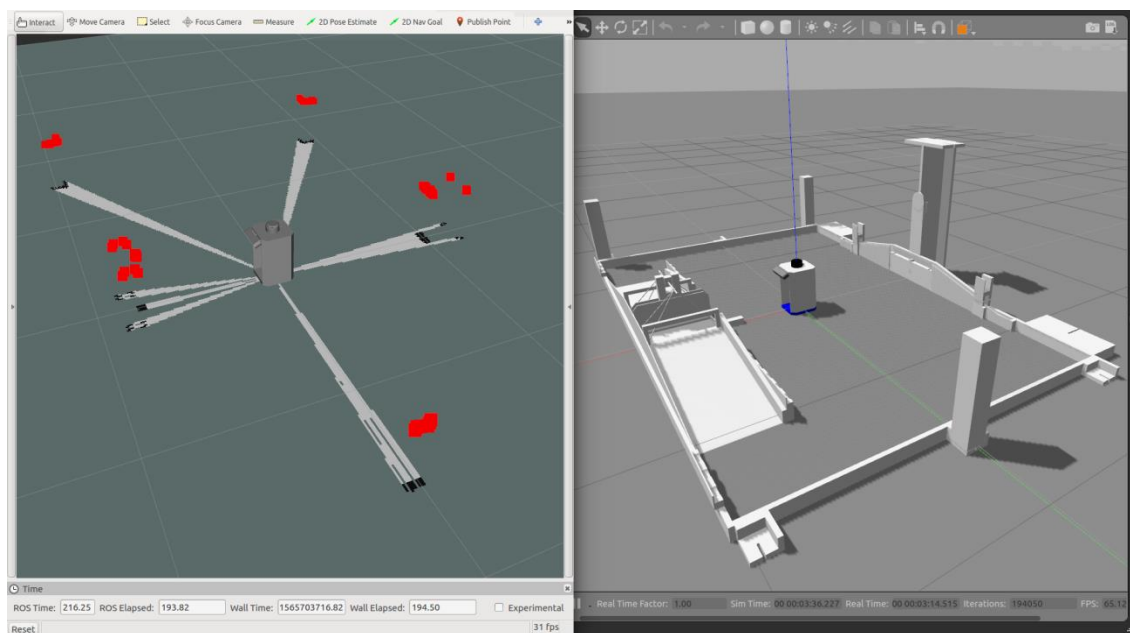 Interact Move Camera Select Focus Camera Measure 2D Pose Estimate 2D Nav Goal Publish Point »
Time
ROS Time: 216.25 ROS Elapsed: 193.82 Wall Time: 1565703716.82 Wall Elapsed: 194.50 Experimental
Reset 31 fps
Real Time Factor: 1.00 Sim Time: 00 00:03:36.227 Real Time: 00 00:03:14.515 Iterations: 194050 FPS: 65.12